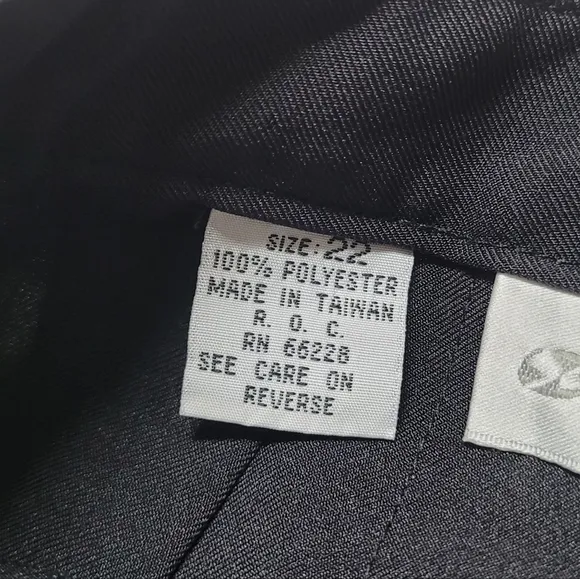 SIZE: 22
100% POLYESTER
MADE IN TAIWAN
R. O. C.
RN 66228
SEE CARE ON
REVERSE